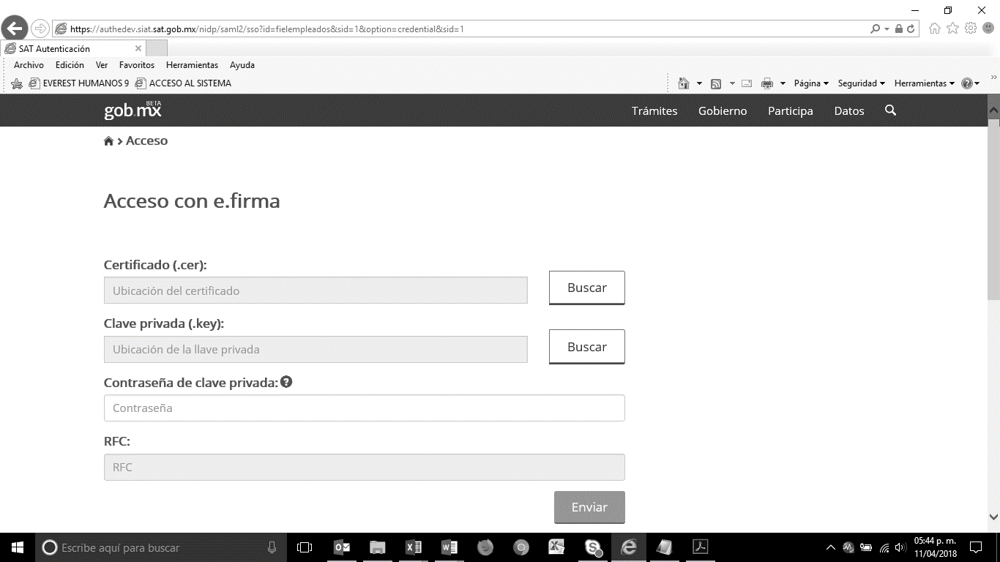 https://authedev.siat.sat.gob.mx/nidp/saml2/sso?id=fielempleados&sid=1&option=credential&sid=1
SAT Autenticación
Archivo Edición Ver Favoritos Herramientas Ayuda
EVEREST HUMANOS 9 ACCESO AL SISTEMA Página Seguridad Herramientas
gob.mx BETA Trámites Gobierno Participa Datos
> Acceso
Acceso con e.firma
Certificado (.cer):
Ubicación del certificado Buscar
Clave privada (.key):
Ubicación de la llave privada Buscar
Contraseña de clave privada:
Contraseña
RFC:
RFC
Enviar
Escribe aquí para buscar 05:44 p. m.
11/04/2018